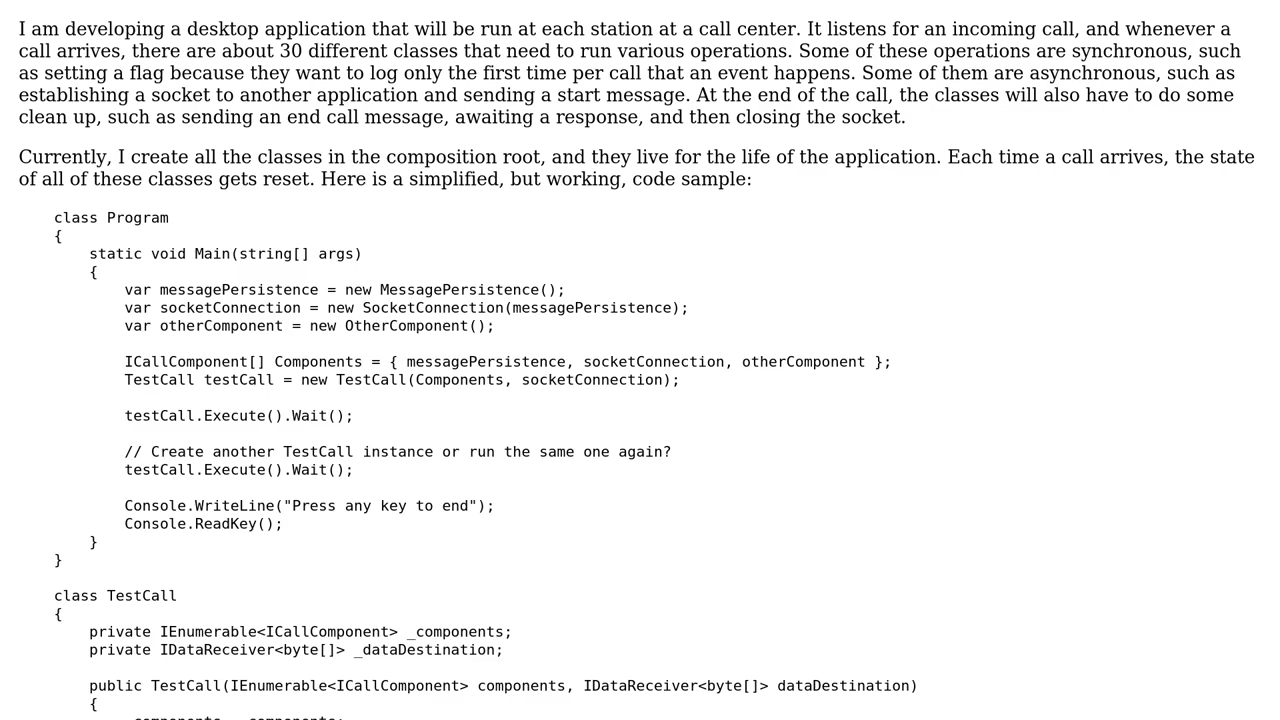 I am developing a desktop application that will be run at each station at a call center. It listens for an incoming call, and whenever a
call arrives, there are about 30 different classes that need to run various operations. Some of these operations are synchronous, such
as setting a flag because they want to log only the first time per call that an event happens. Some of them are asynchronous, such as
establishing a socket to another application and sending a start message. At the end of the call, the classes will also have to do some
clean up, such as sending an end call message, awaiting a response, and then closing the socket.
Currently, I create all the classes in the composition root, and they live for the life of the application. Each time a call arrives, the state
of all of these classes gets reset. Here is a simplified, but working, code sample:
class Program
{
static void Main(string[] args)
{
var messagePersistence = new MessagePersistence();
var socketConnection = new SocketConnection(messagePersistence);
var otherComponent = new OtherComponent();
ICallComponent[] Components = { messagePersistence, socketConnection, otherComponent };
TestCall testCall = new TestCall(Components, socketConnection);
testCall.Execute().Wait();
// Create another TestCall instance or run the same one again?
testCall.Execute().Wait();
Console.WriteLine("Press any key to end");
Console.ReadKey();
}
}
class TestCall
{
private IEnumerable<ICallComponent> _components;
private IDataReceiver<byte[]> _dataDestination;
public TestCall(IEnumerable<ICallComponent> components, IDataReceiver<byte[]> dataDestination)
{